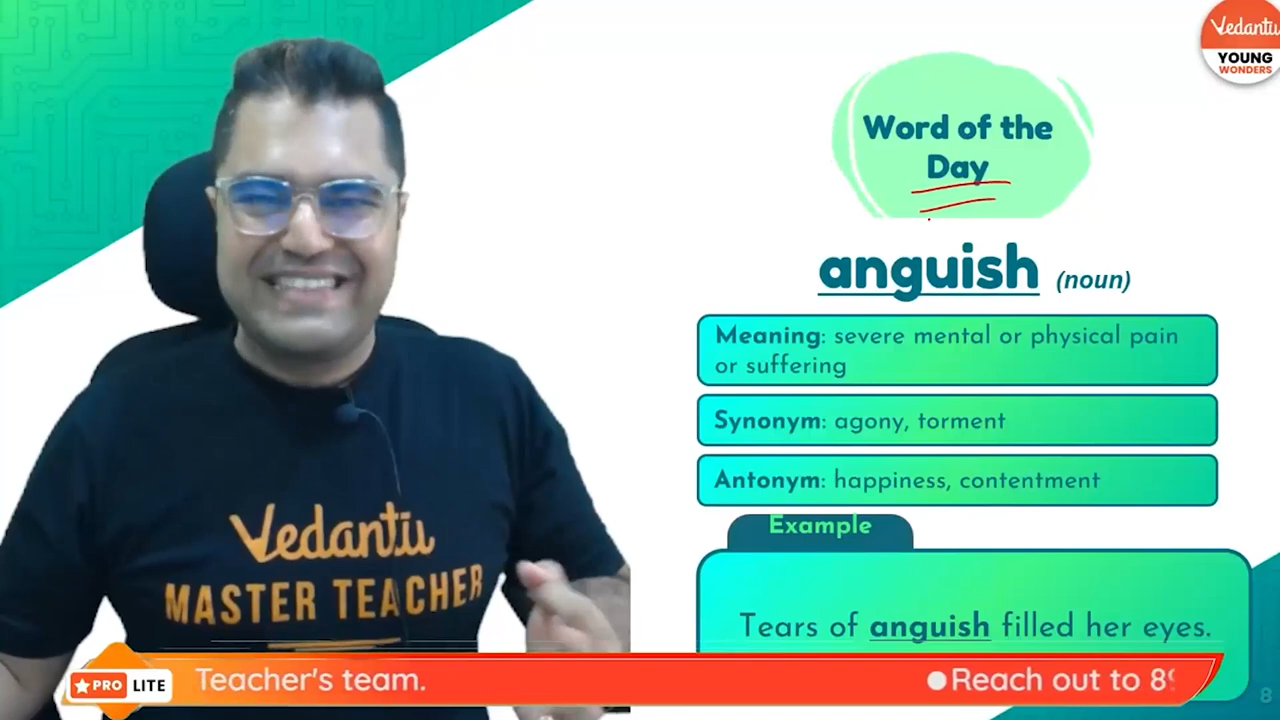 Vedantu
YOUNG
WONDERS
Word of the
Day
anguish (noun)
Meaning: severe mental or physical pain
or suffering
Synonym: agony, torment
Antonym: happiness, contentment
Example
Tears of anguish filled her eyes.
Vedantu
MASTER TEACHER
PRO LITE
Teacher's team.
Reach out to 89
8